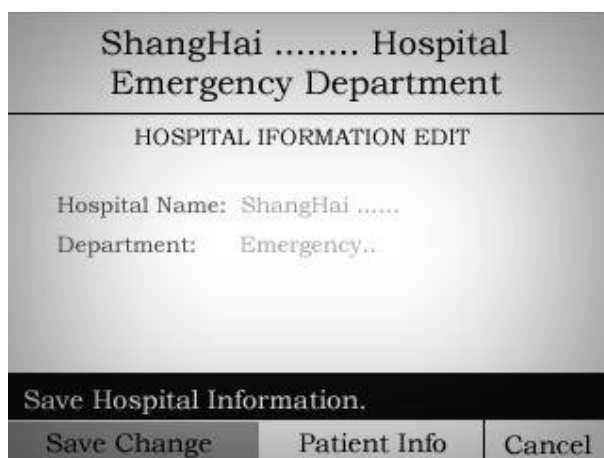 ShangHai ........ Hospital
Emergency Department
HOSPITAL IFORMATION EDIT
Hospital Name: ShangHai ......
Department: Emergency..
Save Hospital Information.
Save Change Patient Info Cancel